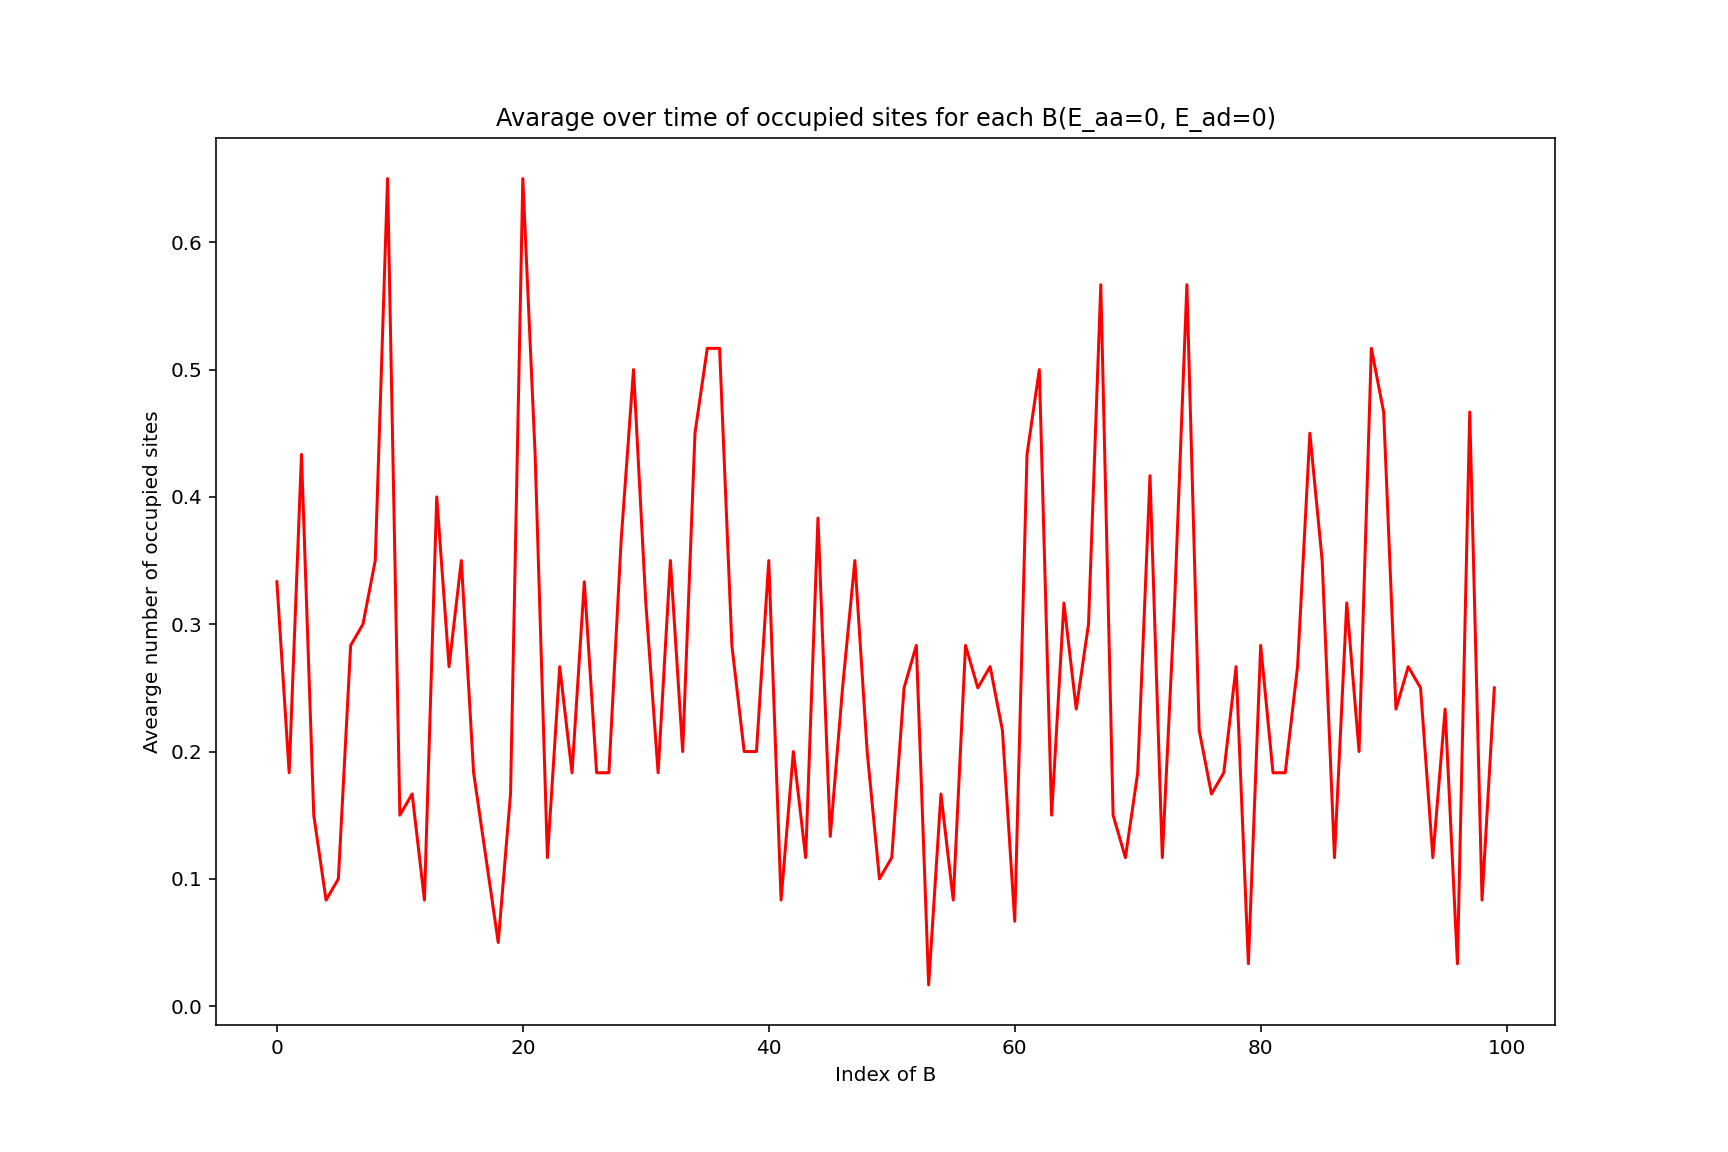 Avarage over time of occupied sites for each B(E_aa=0, E_ad=0)
Avearge number of occupied sites
0.6
0.5
0.4
0.3
0.2
0.1
0.0
0 20 40 60 80 100
Index of B